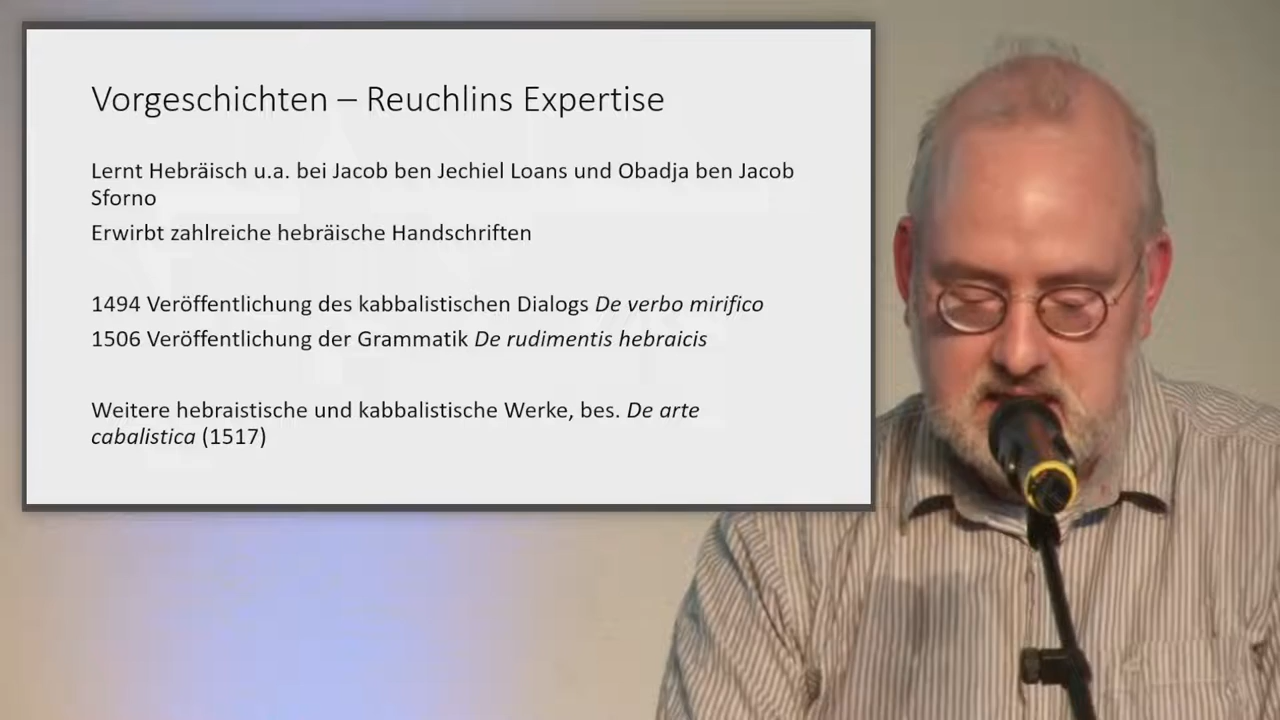 Vorgeschichten – Reuchlins Expertise
Lernt Hebräisch u.a. bei Jacob ben Jechiel Loans und Obadja ben Jacob
Sforno
Erwirbt zahlreiche hebräische Handschriften
1494 Veröffentlichung des kabbalistischen Dialogs De verbo mirifico
1506 Veröffentlichung der Grammatik De rudimentis hebraicis
Weitere hebraistische und kabbalistische Werke, bes. De arte
cabalistica (1517)